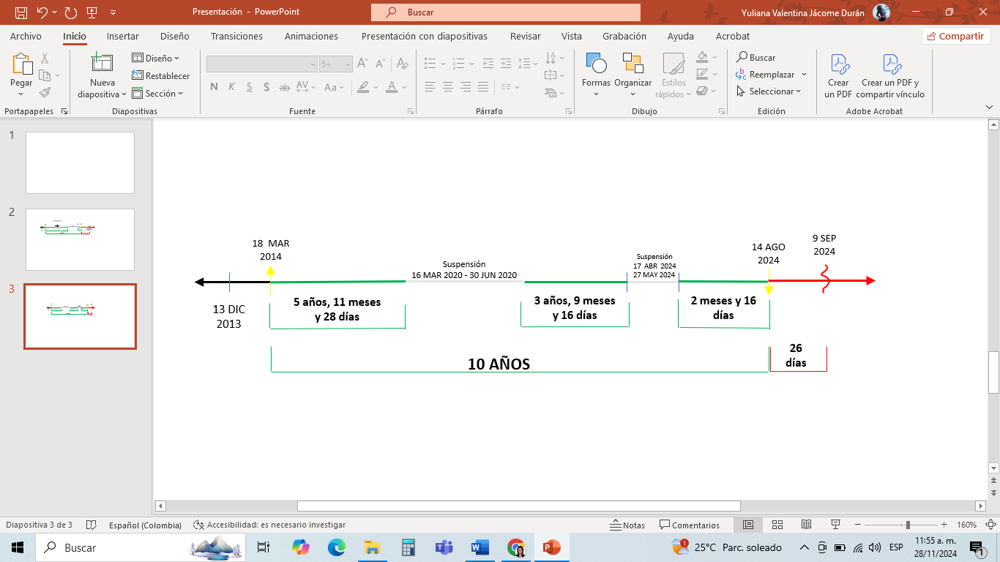 Presentación - PowerPoint
Buscar
Yuliana Valentina Jácome Durán
Archivo Inicio Insertar Diseño Transiciones Animaciones Presentación con diapositivas Revisar Vista Grabación Ayuda Acrobat
Compartir
Pegar
Portapapeles
Nueva
diapositiva
Diseño
Restablecer
Sección
Diapositivas
5+
N K S S ab AV Aa
Fuente
Párrafo
Formas
Organizar
Estilos
rápidos
Dibujo
Buscar
Reemplazar
Seleccionar
Edición
Crear
un PDF
Crear un PDF y
compartir vínculo
Adobe Acrobat
1
2
3
18 MAR
2014
13 DIC
2013
5 años, 11 meses
y 28 días
Suspensión
16 MAR 2020 - 30 JUN 2020
3 años, 9 meses
y 16 días
Suspensión
17 ABR 2024
27 MAY 2024
2 meses y 16
días
14 AGO
2024
9 SEP
2024
10 AÑOS
26
días
Diapositiva 3 de 3
Español (Colombia)
Accesibilidad: es necesario investigar
Notas
Comentarios
160%
Buscar
1
25°C Parc. soleado
ESP
11:55 a. m.
28/11/2024
1